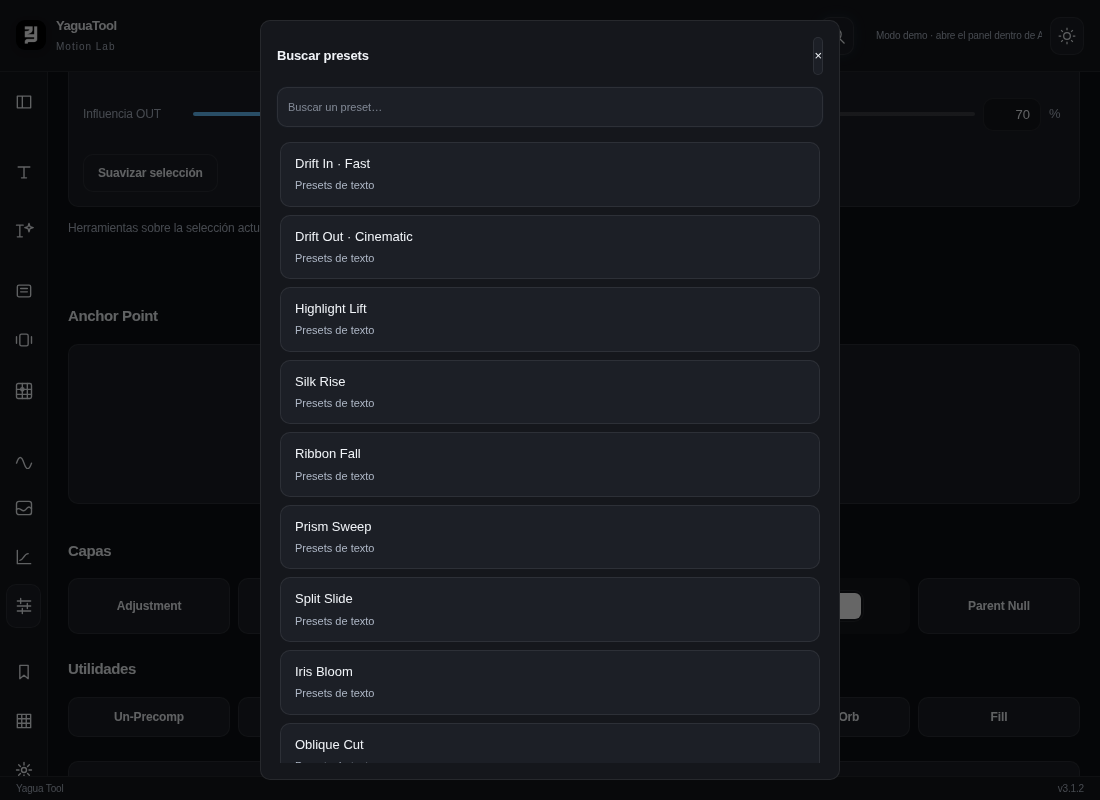 YaguaTool
Motion Lab
Modo demo · abre el panel dentro de A
Buscar presets
×
Buscar un preset…
Influencia OUT
70
%
Drift In · Fast
Presets de texto
Suavizar selección
Herramientas sobre la selección actu
Drift Out · Cinematic
Presets de texto
Highlight Lift
Presets de texto
Anchor Point
Silk Rise
Presets de texto
Ribbon Fall
Presets de texto
Prism Sweep
Presets de texto
Capas
Adjustment
Parent Null
Split Slide
Presets de texto
Utilidades
Iris Bloom
Presets de texto
Un-Precomp
Orb
Fill
Oblique Cut
Yagua Tool
v3.1.2